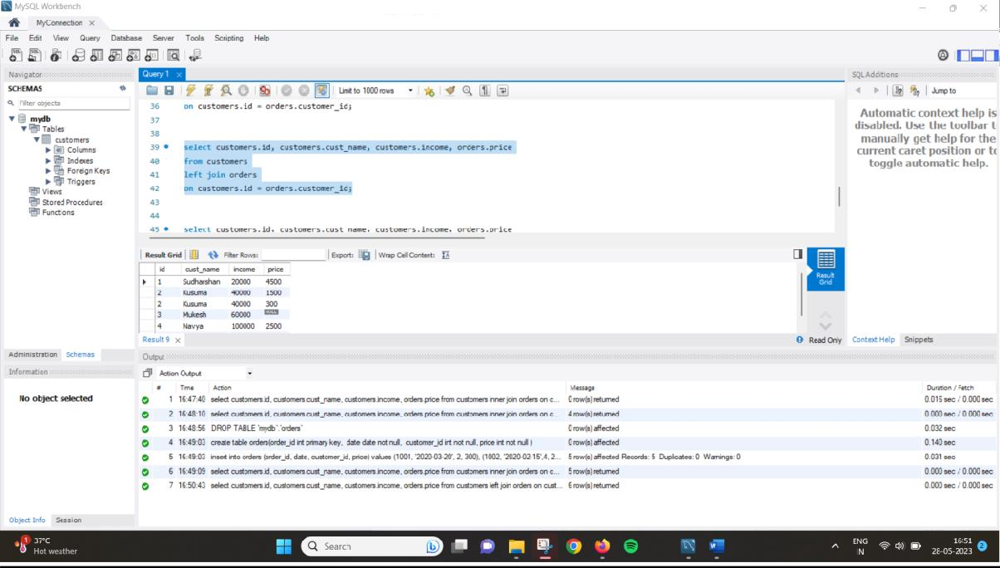 MySQL Workbench
MyConnection ×
File Edit View Query Database Server Tools Scripting Help
Navigator
SCHEMAS
Filter objects
mydb
Tables
customers
Columns
Indexes
Foreign Keys
Triggers
Views
Stored Procedures
Functions
Administration Schemas
Information
No object selected
Object Info Session
Query 1 ×
Limit to 1000 rows
36 on customers.id = orders.customer_id;
37
38
39 select customers.id, customers.cust_name, customers.income, orders.price
40 from customers
41 left join orders
42 on customers.id = orders.customer_id;
43
44
45 select customers.id, customers.cust_name, customers.income, orders.price
Result Grid Filter Rows: Export: Wrap Cell Content:
id cust_name income price
1 Sudharshan 20000 4500
2 Kusuma 40000 1500
2 Kusuma 40000 300
3 Mukesh 60000 NULL
4 Navya 100000 2500
Result Grid
Result 9 × Read Only
Output
Action Output
# Time Action Message Duration / Fetch
1 16:47:40 select customers.id, customers.cust_name, customers.income, orders.price from customers inner join orders on c... 0 row(s) returned 0.015 sec / 0.000 sec
2 16:48:10 select customers.id, customers.cust_name, customers.income, orders.price from customers inner join orders on c... 4 row(s) returned 0.000 sec / 0.000 sec
3 16:48:56 DROP TABLE `mydb`.`orders` 0 row(s) affected 0.032 sec
4 16:49:03 create table orders(order_id int primary key, date date not null, customer_id int not null, price int not null ) 0 row(s) affected 0.140 sec
5 16:49:03 insert into orders (order_id, date, customer_id, price) values (1001, '2020-03-20', 2, 300), (1002, '2020-02-15',4, 2... 5 row(s) affected Records: 5 Duplicates: 0 Warnings: 0 0.031 sec
6 16:49:09 select customers.id, customers.cust_name, customers.income, orders.price from customers inner join orders on c... 5 row(s) returned 0.000 sec / 0.000 sec
7 16:50:43 select customers.id, customers.cust_name, customers.income, orders.price from customers left join orders on cust... 6 row(s) returned 0.000 sec / 0.000 sec
SQLAdditions
Jump to
Automatic context help is
disabled. Use the toolbar t
manually get help for the
current caret position or to
toggle automatic help.
Context Help Snippets
1 37°C
Hot weather
Search
ENG
IN
16:51
28-05-2023
2